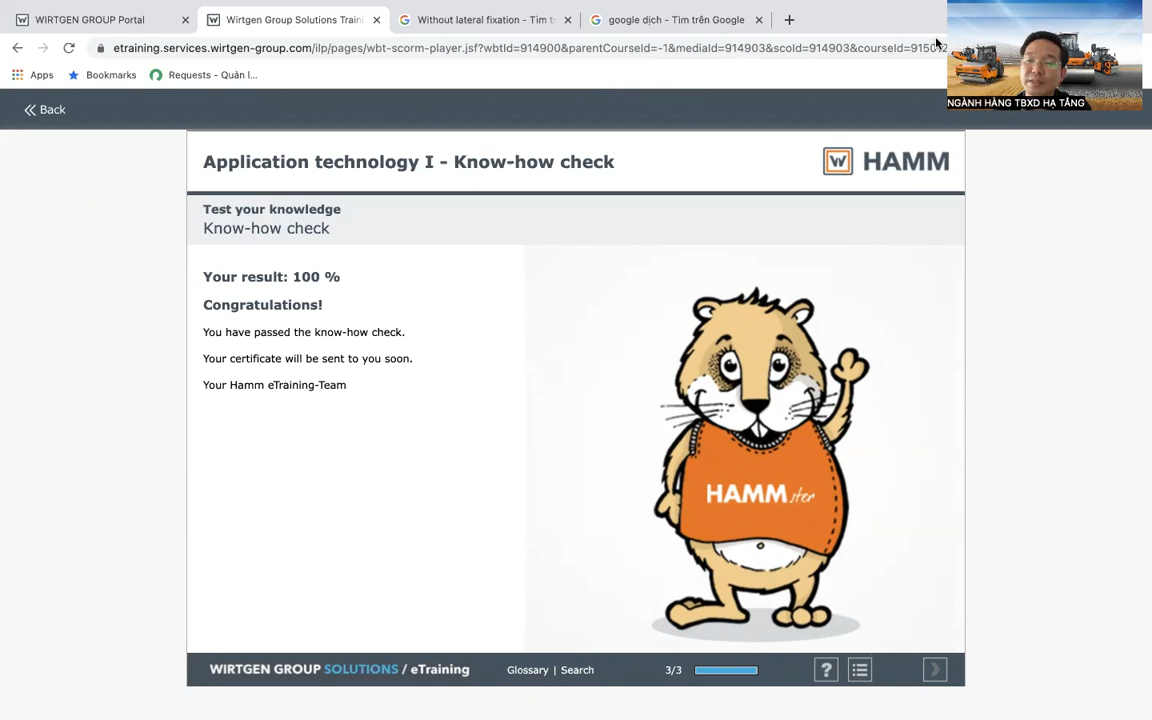 WIRTGEN GROUP Portal
Wirtgen Group Solutions Traini
Without lateral fixation - Tìm t
google dịch - Tìm trên Google
etraining.services.wirtgen-group.com/ilp/pages/wbt-scorm-player.jsf?wbtId=914900&parentCourseId=-1&mediaId=914903&scoId=914903&courseId=915042
Apps
Bookmarks
Requests - Quản l...
NGÀNH HÀNG TBXD HẠ TẦNG
Back
Application technology I - Know-how check
W HAMM
Test your knowledge
Know-how check
Your result: 100 %
Congratulations!
You have passed the know-how check.
Your certificate will be sent to you soon.
Your Hamm eTraining-Team
HAMMster
WIRTGEN GROUP SOLUTIONS / eTraining
Glossary | Search
3/3
?